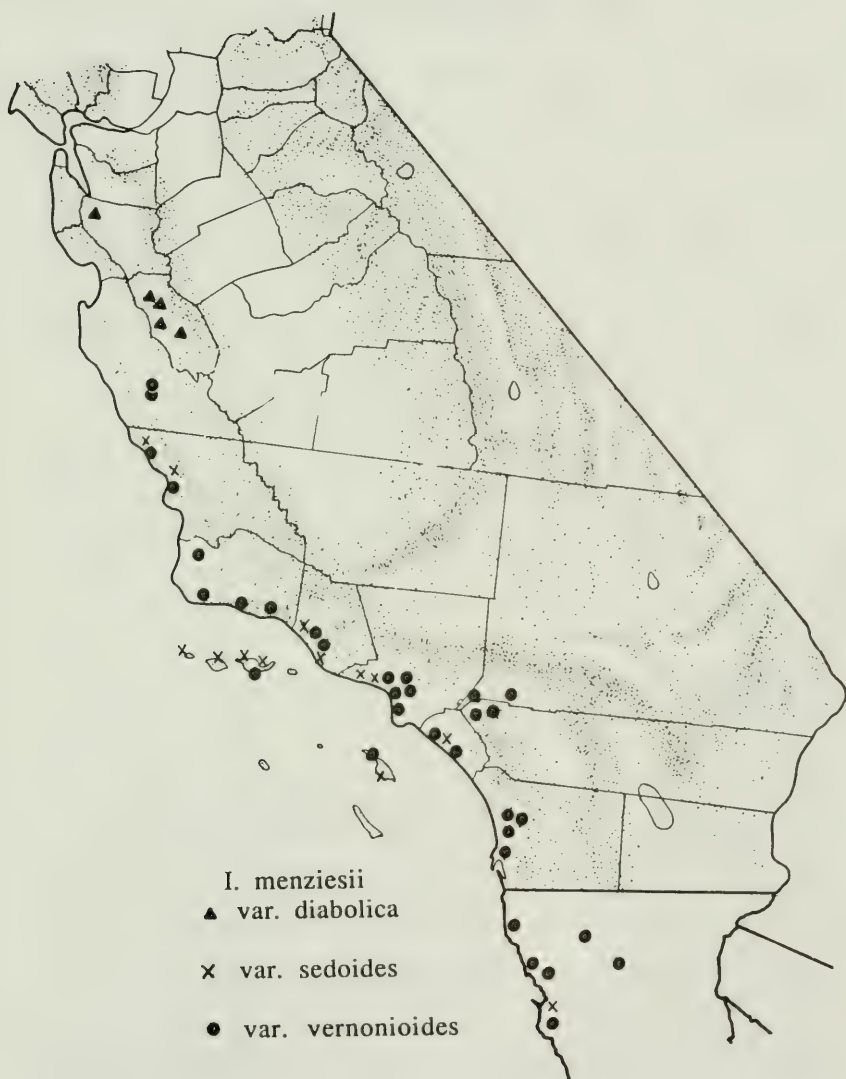 I. menziesii
var. diabolica
var. sedoides
var. vernonioides